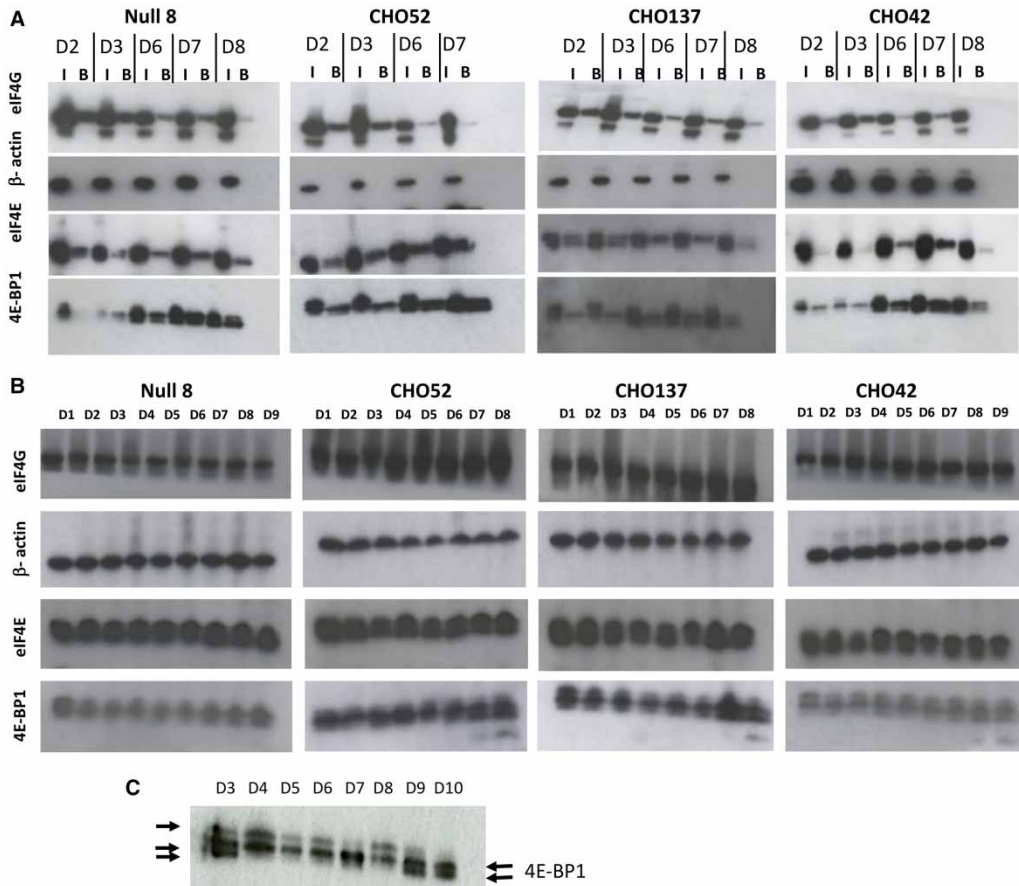 A
Null 8 CHO52 CHO137 CHO42
D2 D3 D6 D7 D8 D2 D3 D6 D7 D2 D3 D6 D7 D8 D2 D3 D6 D7 D8
I B I B I B I B I B I B I B I B I B I B I B I B I B I B I B I B I B I B I B
eIF4G
β- actin
eIF4E
4E-BP1
B
Null 8 CHO52 CHO137 CHO42
D1 D2 D3 D4 D5 D6 D7 D8 D9 D1 D2 D3 D4 D5 D6 D7 D8 D1 D2 D3 D4 D5 D6 D7 D8 D1 D2 D3 D4 D5 D6 D7 D8 D9
eIF4G
β- actin
eIF4E
4E-BP1
C
D3 D4 D5 D6 D7 D8 D9 D10
4E-BP1